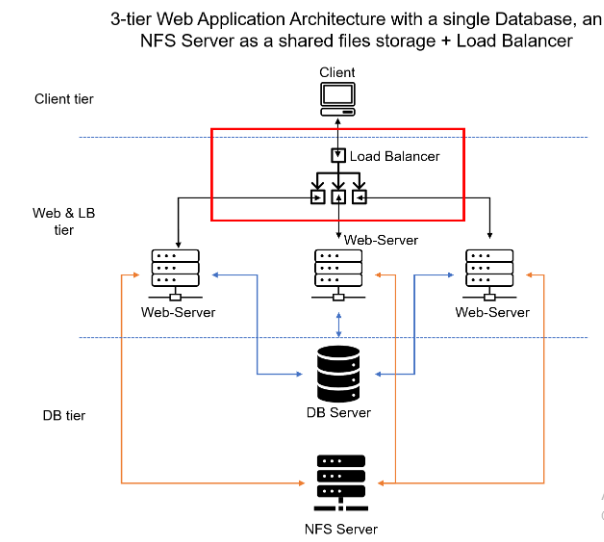 3-tier Web Application Architecture with a single Database, an
NFS Server as a shared files storage + Load Balancer
Client
Client tier
Load Balancer
Web & LB
tier
Web-Server
Web-Server
Web-Server
DB Server
DB tier
NFS Server